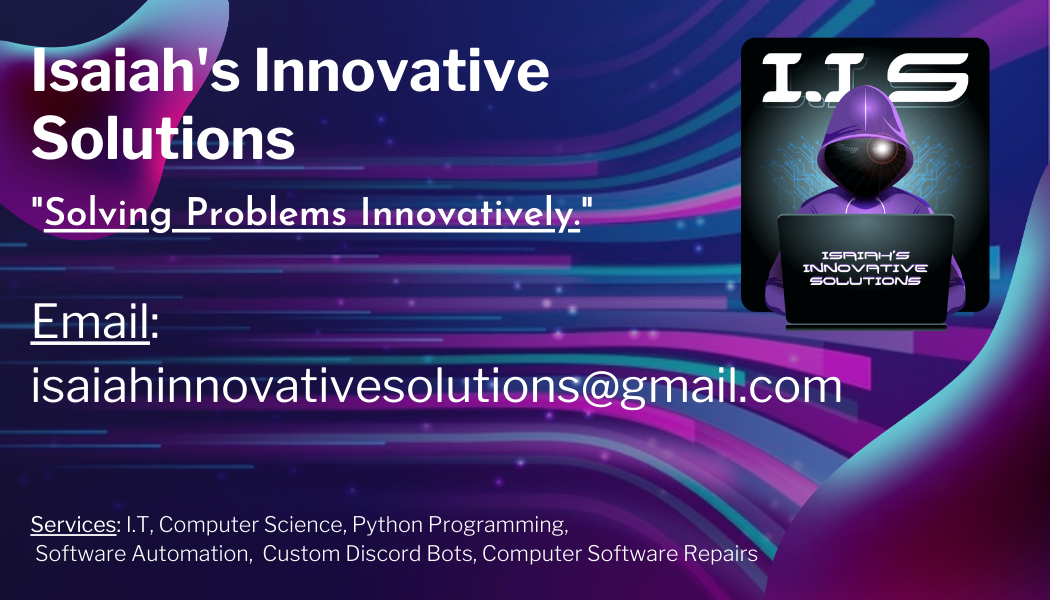 Isaiah's Innovative
Solutions
"Solving Problems Innovatively."
I.I.S
ISAIAH'S
INNOVATIVE
SOLUTIONS
Email:
isaiahinnovativesolutions@gmail.com
Services: I.T, Computer Science, Python Programming,
Software Automation, Custom Discord Bots, Computer Software Repairs